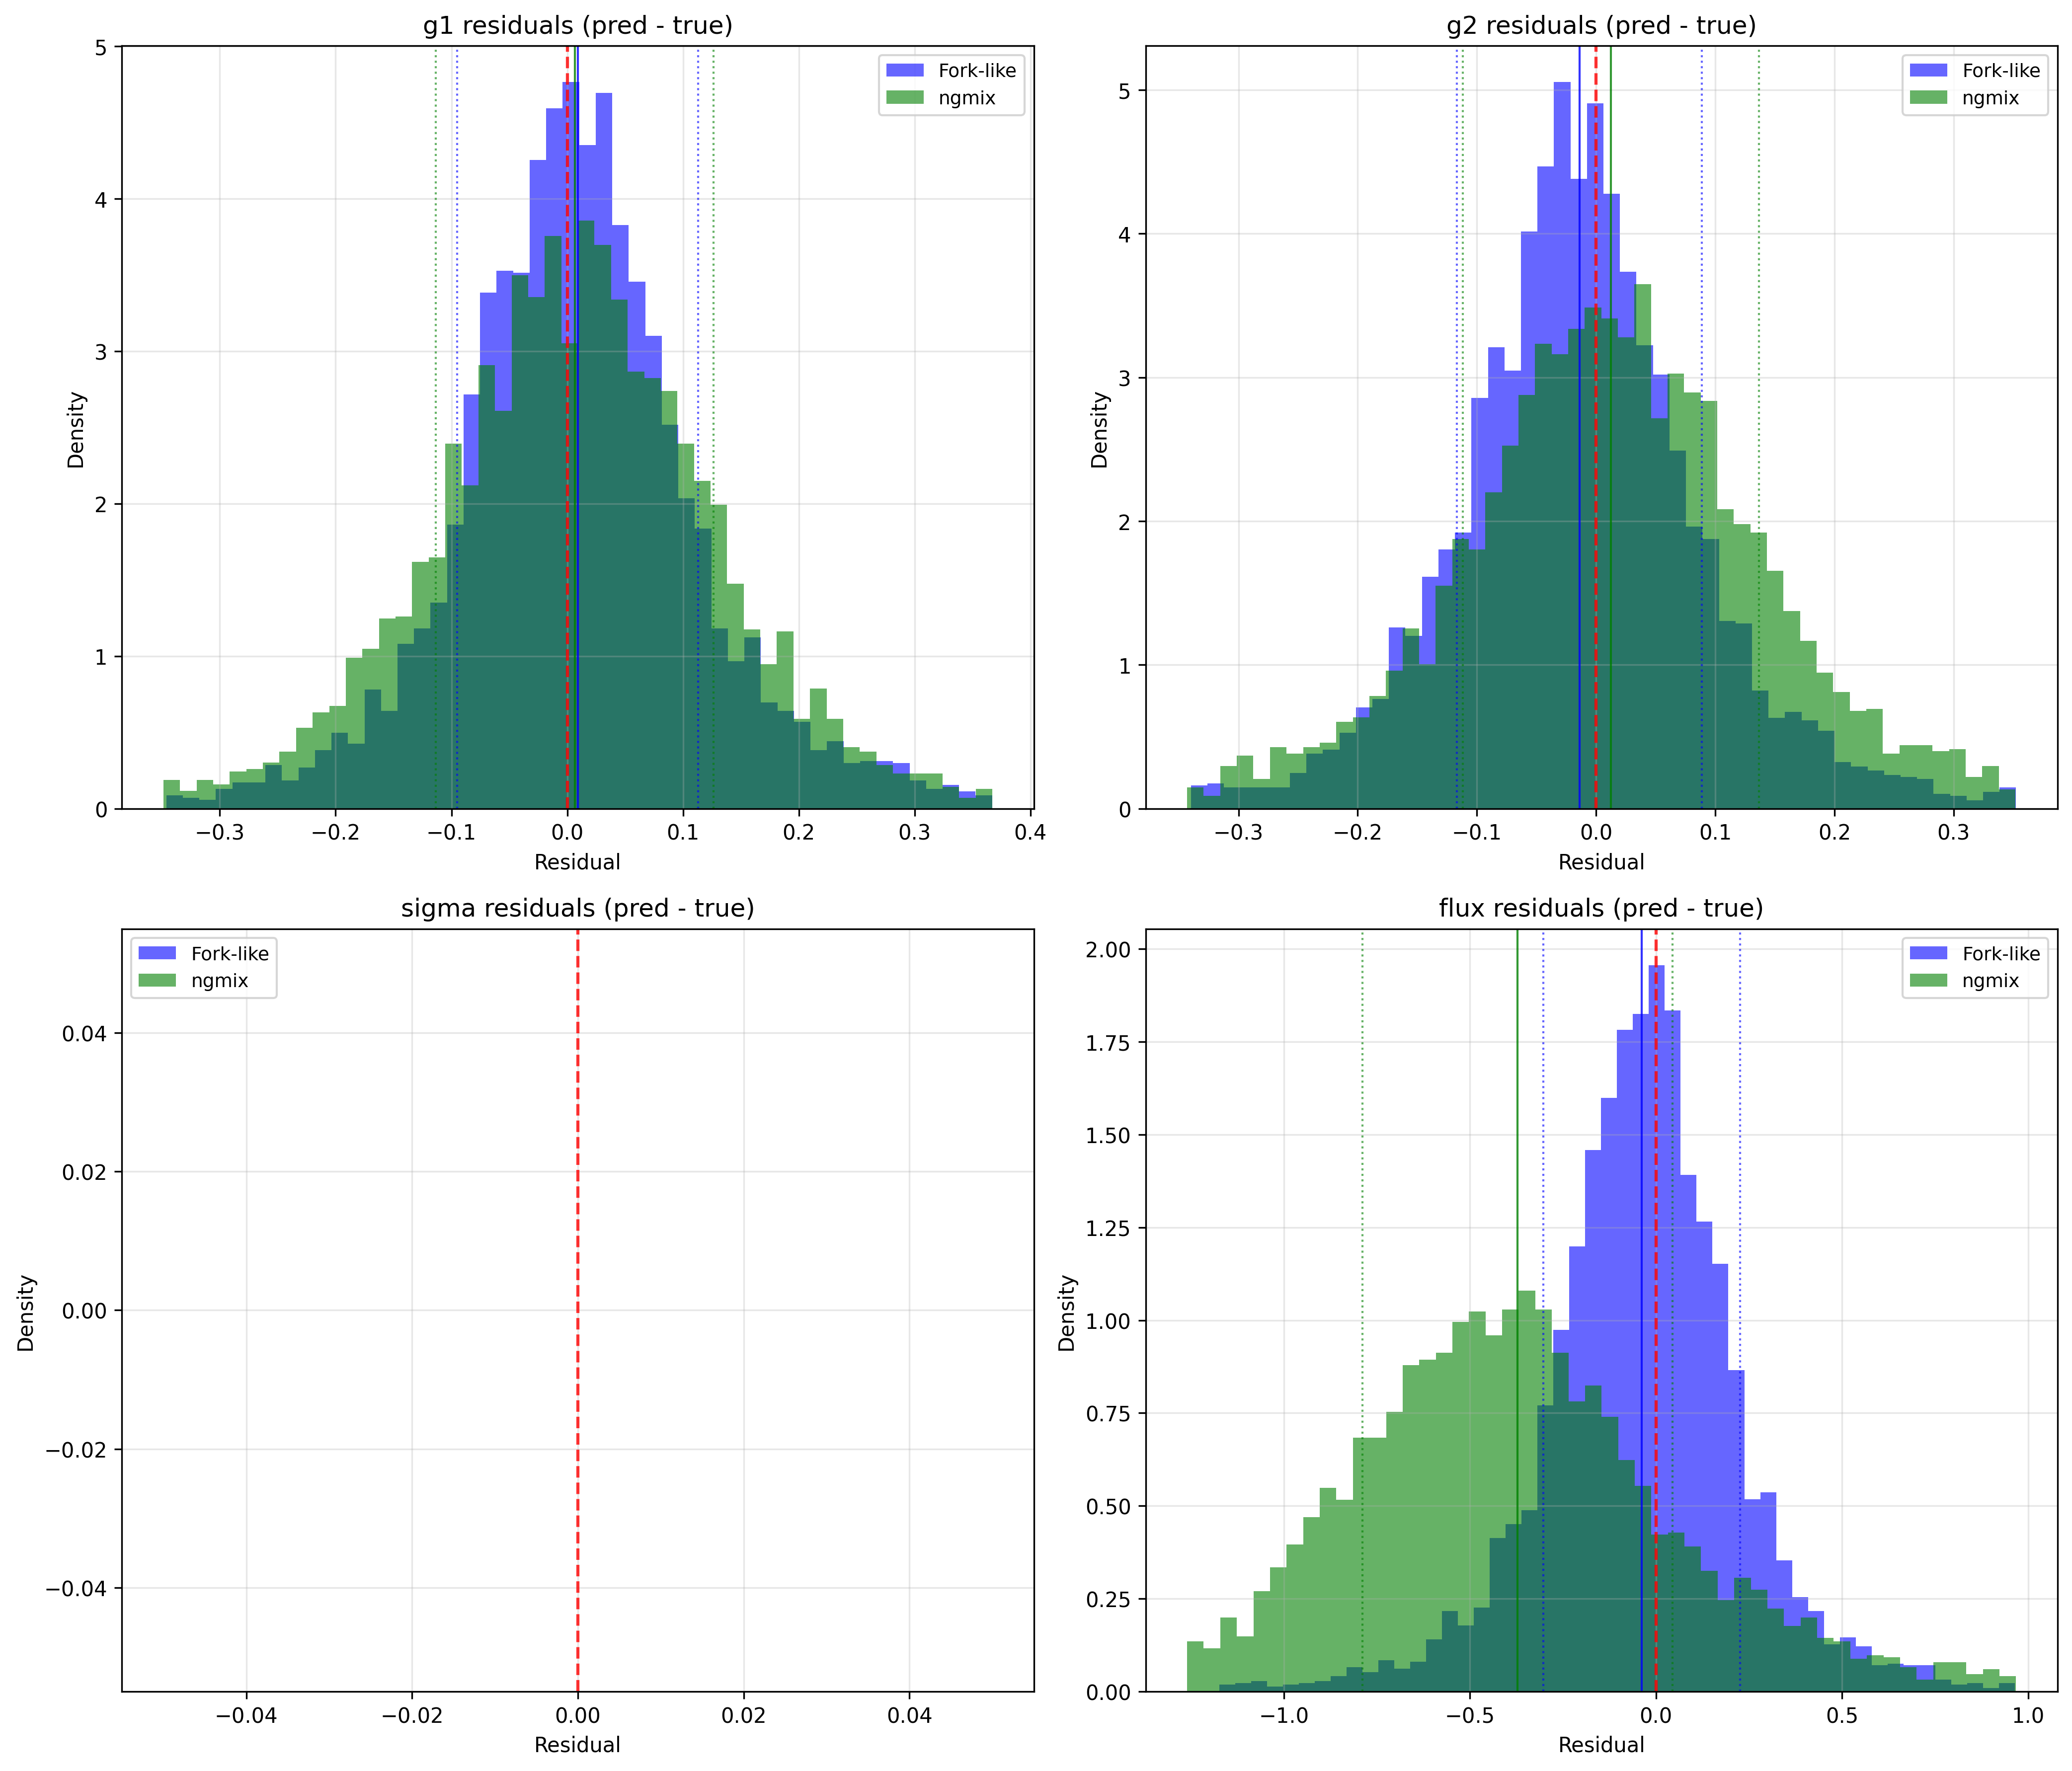 g1 residuals (pred - true)
Density
5
4
3
2
1
0
Fork-like
ngmix
−0.3
−0.2
−0.1
0.0
0.1
0.2
0.3
0.4
Residual
g2 residuals (pred - true)
Density
5
4
3
2
1
0
Fork-like
ngmix
−0.3
−0.2
−0.1
0.0
0.1
0.2
0.3
Residual
sigma residuals (pred - true)
Density
0.04
0.02
0.00
−0.02
−0.04
Fork-like
ngmix
−0.04
−0.02
0.00
0.02
0.04
Residual
flux residuals (pred - true)
Density
2.00
1.75
1.50
1.25
1.00
0.75
0.50
0.25
0.00
Fork-like
ngmix
−1.0
−0.5
0.0
0.5
1.0
Residual